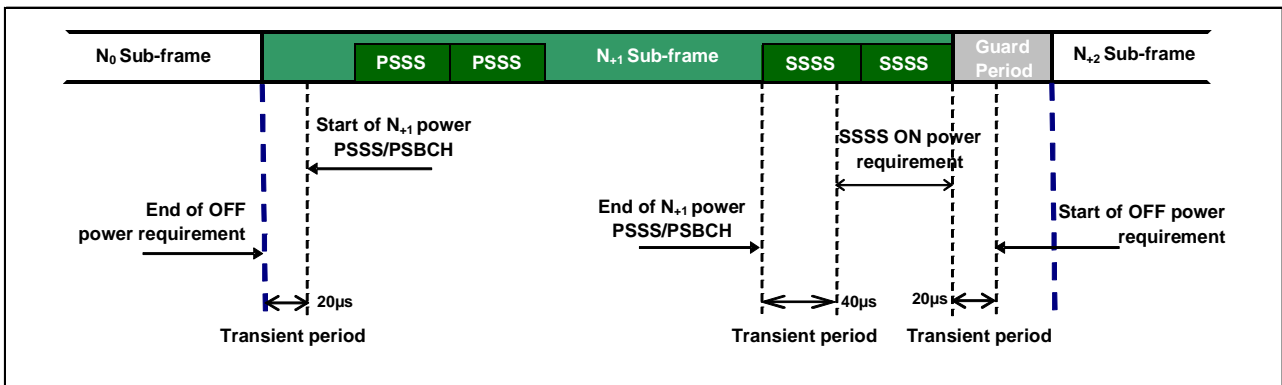 N₀ Sub-frame
PSSS
PSSS
N₊₁ Sub-frame
SSSS
SSSS
Guard
Period
N₊₂ Sub-frame
Start of N₊₁ power
PSSS/PSBCH
SSSS ON power
requirement
End of OFF
power requirement
End of N₊₁ power
PSSS/PSBCH
Start of OFF power
requirement
20µs
40µs
20µs
Transient period
Transient period
Transient period